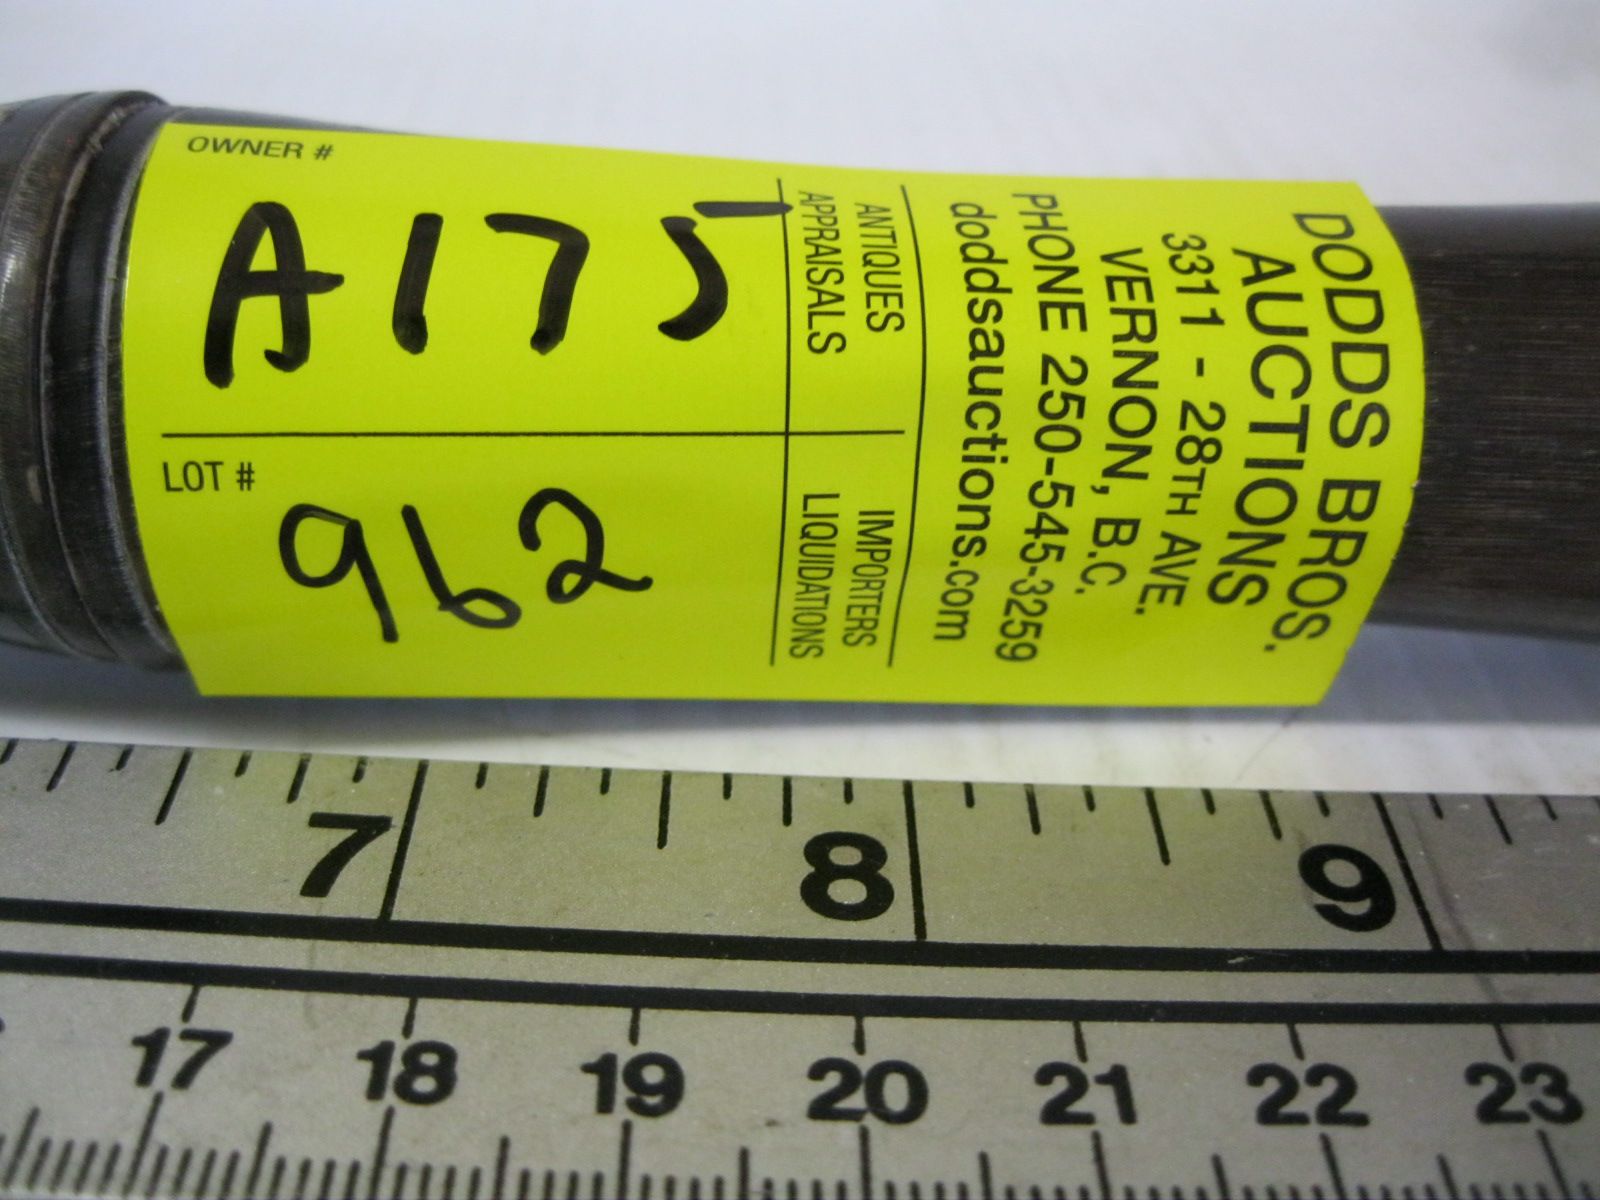 OWNER #
A175
LOT #
962
ANTIQUES
APPRAISALS
IMPORTERS
LIQUIDATIONS
DODDS BROS.
AUCTIONS
3311 - 28TH AVE.
VERNON, B.C.
PHONE 250-545-3259
doddsauctions.com
7 8 9
17 18 19 20 21 22 23